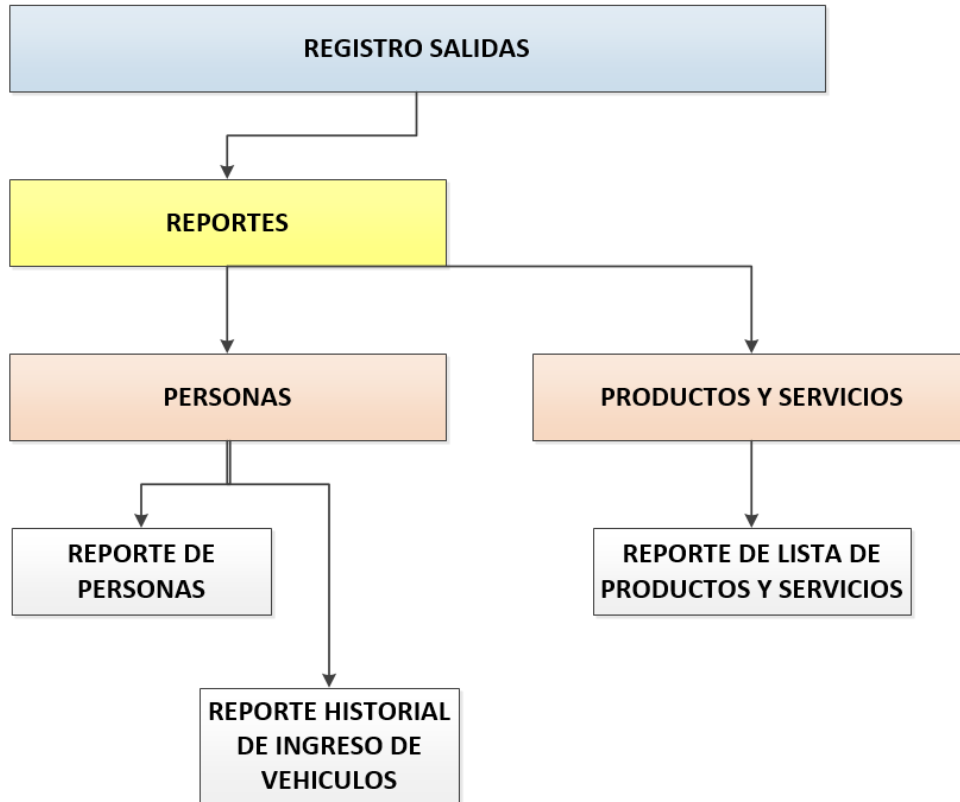 REGISTRO SALIDAS
REPORTES
PERSONAS
PRODUCTOS Y SERVICIOS
REPORTE DE
PERSONAS
REPORTE DE LISTA DE
PRODUCTOS Y SERVICIOS
REPORTE HISTORIAL
DE INGRESO DE
VEHICULOS